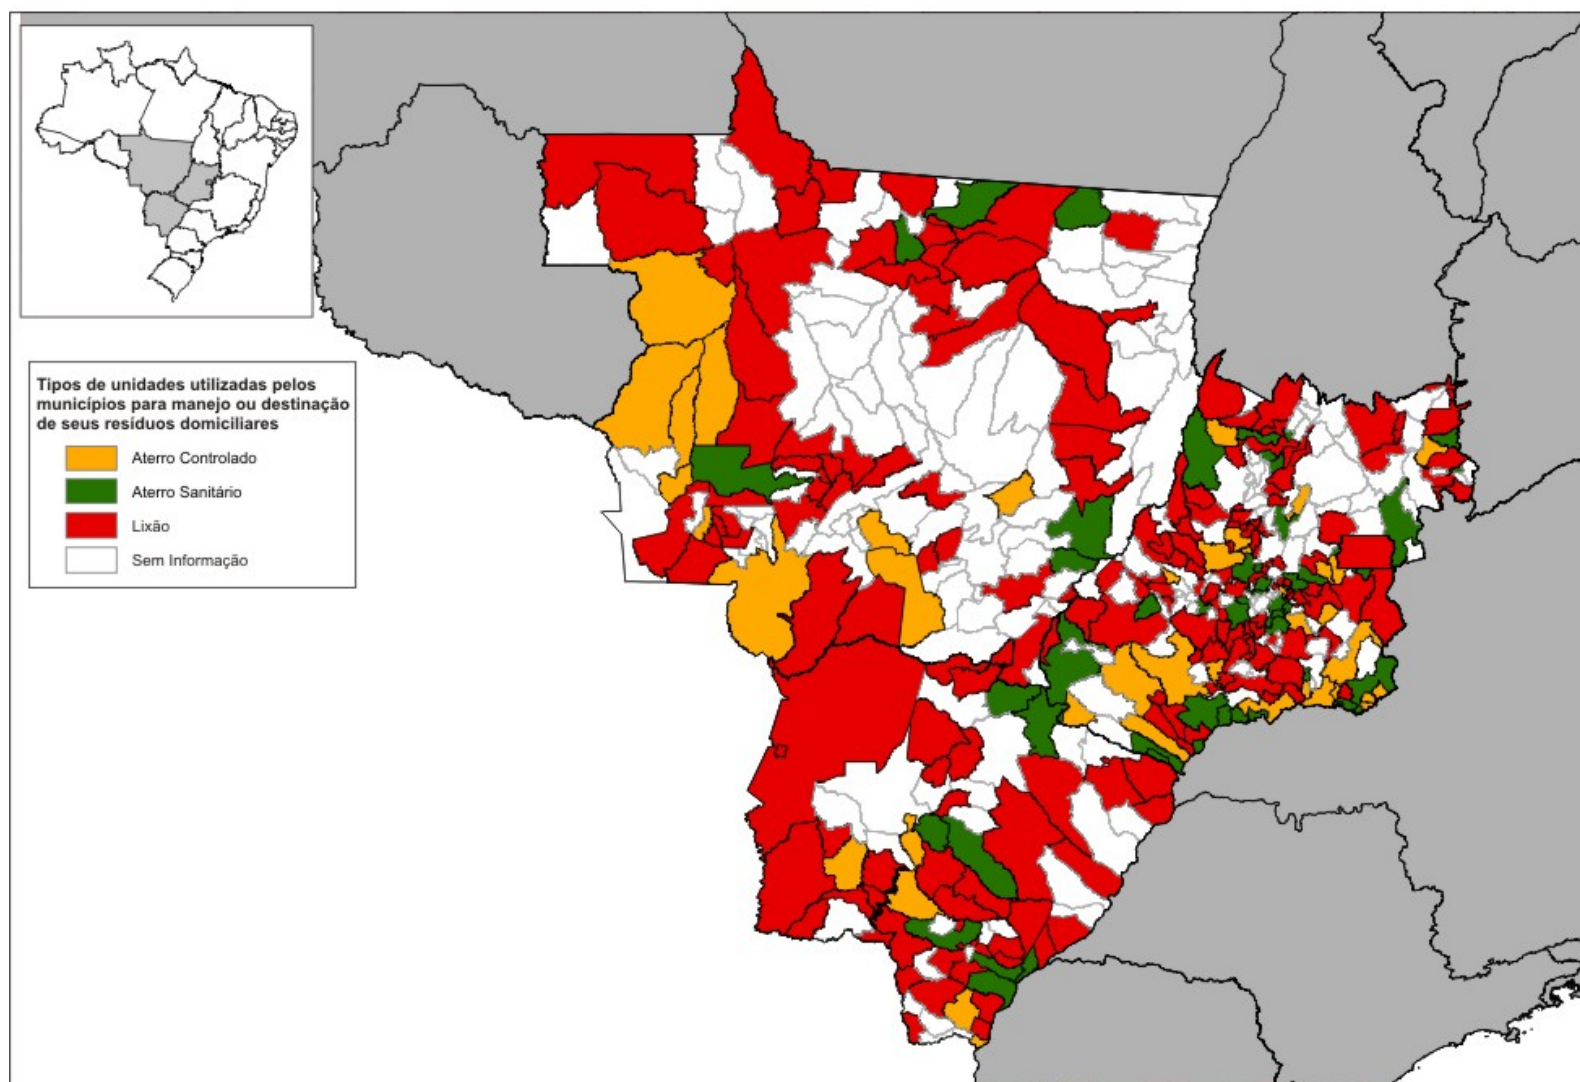 Tipos de unidades utilizadas pelos
municípios para manejo ou destinação
de seus resíduos domiciliares
Aterro Controlado
Aterro Sanitário
Lixão
Sem Informação